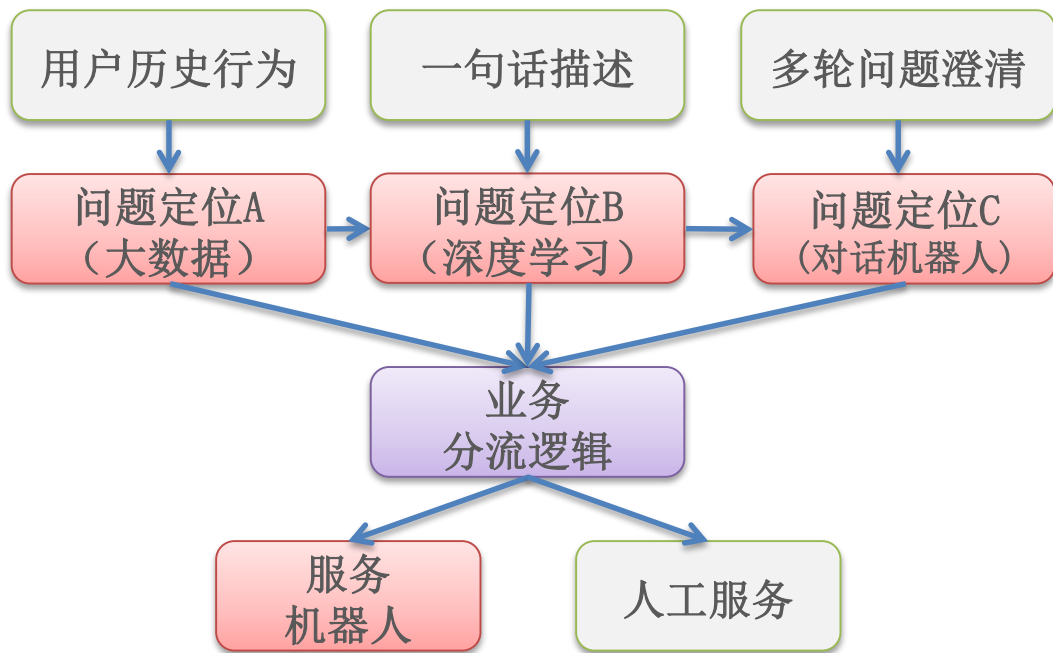 用户历史行为
一句话描述
多轮问题澄清
问题定位A
（大数据）
问题定位B
（深度学习）
问题定位C
(对话机器人)
业务
分流逻辑
服务
机器人
人工服务